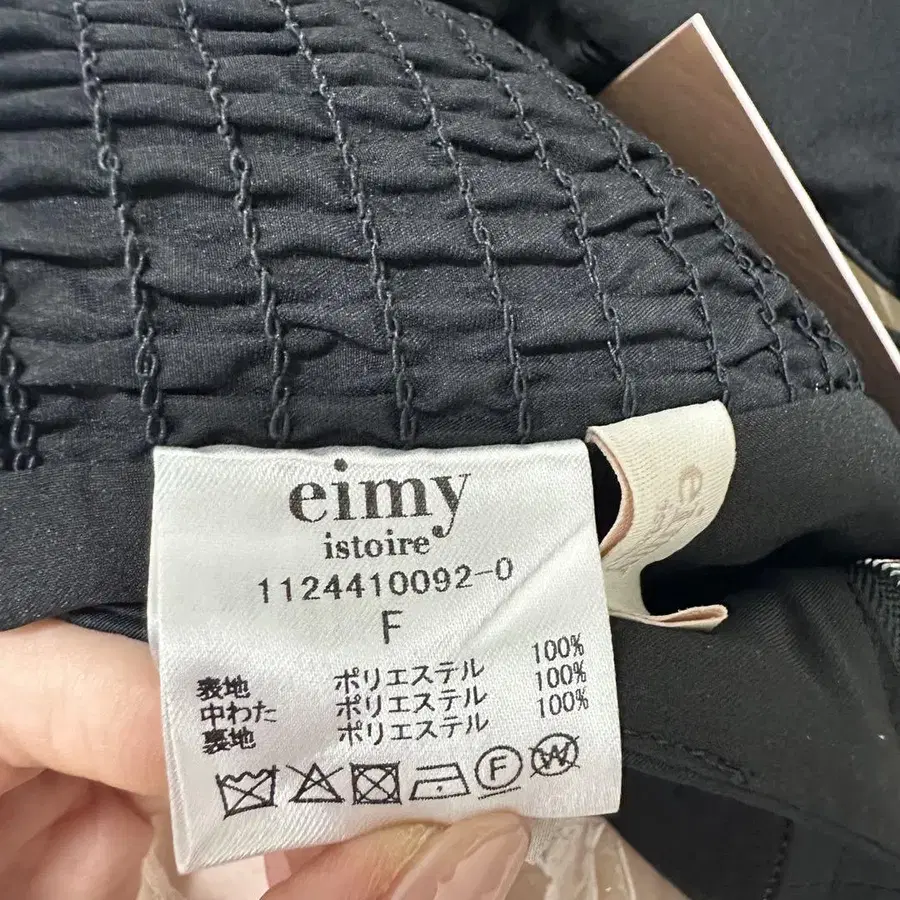 eimy
istoire
1124410092-0
F
表地 ポリエステル 100%
中わた ポリエステル 100%
裏地 ポリエステル 100%
F
W